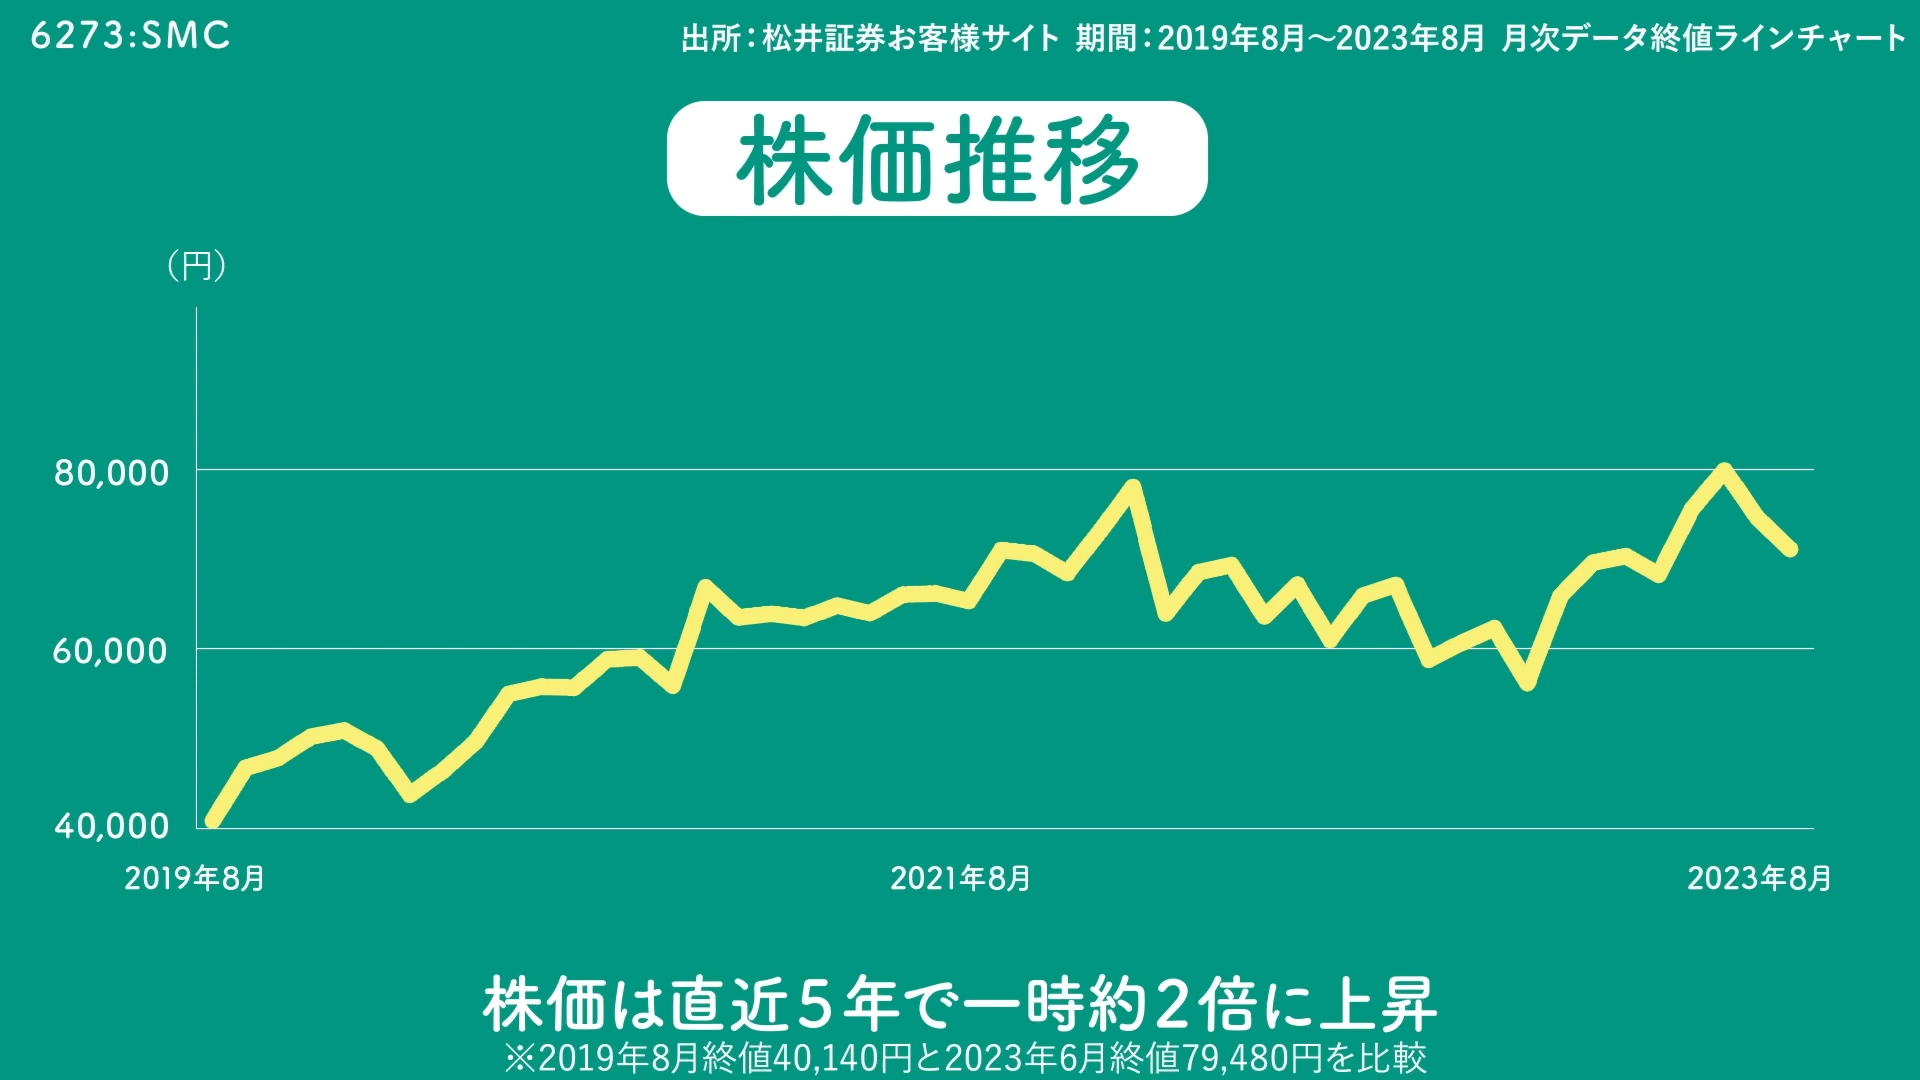 6273:SMC
出所：松井証券お客様サイト 期間：2019年8月～2023年8月 月次データ終値ラインチャート
株価推移
（円）
80,000
60,000
40,000
2019年8月 2021年8月 2023年8月
株価は直近5年で一時約2倍に上昇
※2019年8月終値40,140円と2023年6月終値79,480円を比較